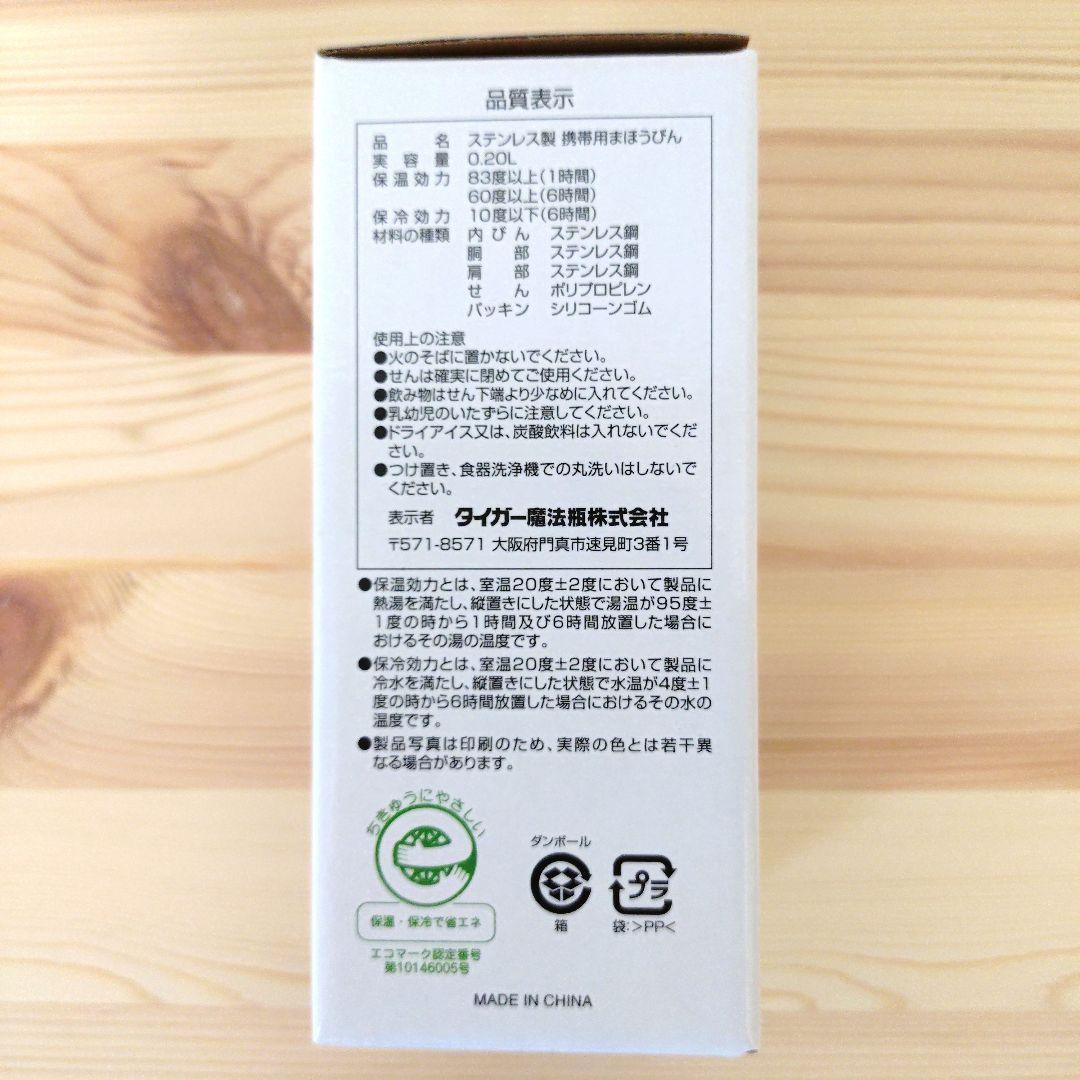 品質表示
品名 ステンレス製 携帯用まほうびん
実容量 0.20L
保温効力 83度以上(1時間)
60度以上(6時間)
保冷効力 10度以下(6時間)
材料の種類 内びん ステンレス鋼
胴部 ステンレス鋼
肩部 ステンレス鋼
せん ポリプロピレン
パッキン シリコーンゴム
使用上の注意
●火のそばに置かないでください。
●せんは確実に閉めてご使用ください。
●飲み物はせん下端より少なめに入れてください。
●乳幼児のいたずらに注意してください。
●ドライアイス又は、炭酸飲料は入れないでくだ
さい。
●つけ置き、食器洗浄機での丸洗いはしないで
ください。
表示者 タイガー魔法瓶株式会社
〒571-8571 大阪府門真市速見町3番1号
●保温効力とは、室温20度±2度において製品に
熱湯を満たし、縦置きにした状態で湯温が95度±
1度の時から1時間及び6時間放置した場合に
おけるその湯の温度です。
●保冷効力とは、室温20度±2度において製品に
冷水を満たし、縦置きにした状態で水温が4度±1
度の時から6時間放置した場合におけるその水の
温度です。
●製品写真は印刷のため、実際の色とは若干異
なる場合があります。
ちきゅうにやさしい
保温・保冷で省エネ
エコマーク認定番号
第10146005号
ダンボール
箱
プラ
袋:>PP<
MADE IN CHINA